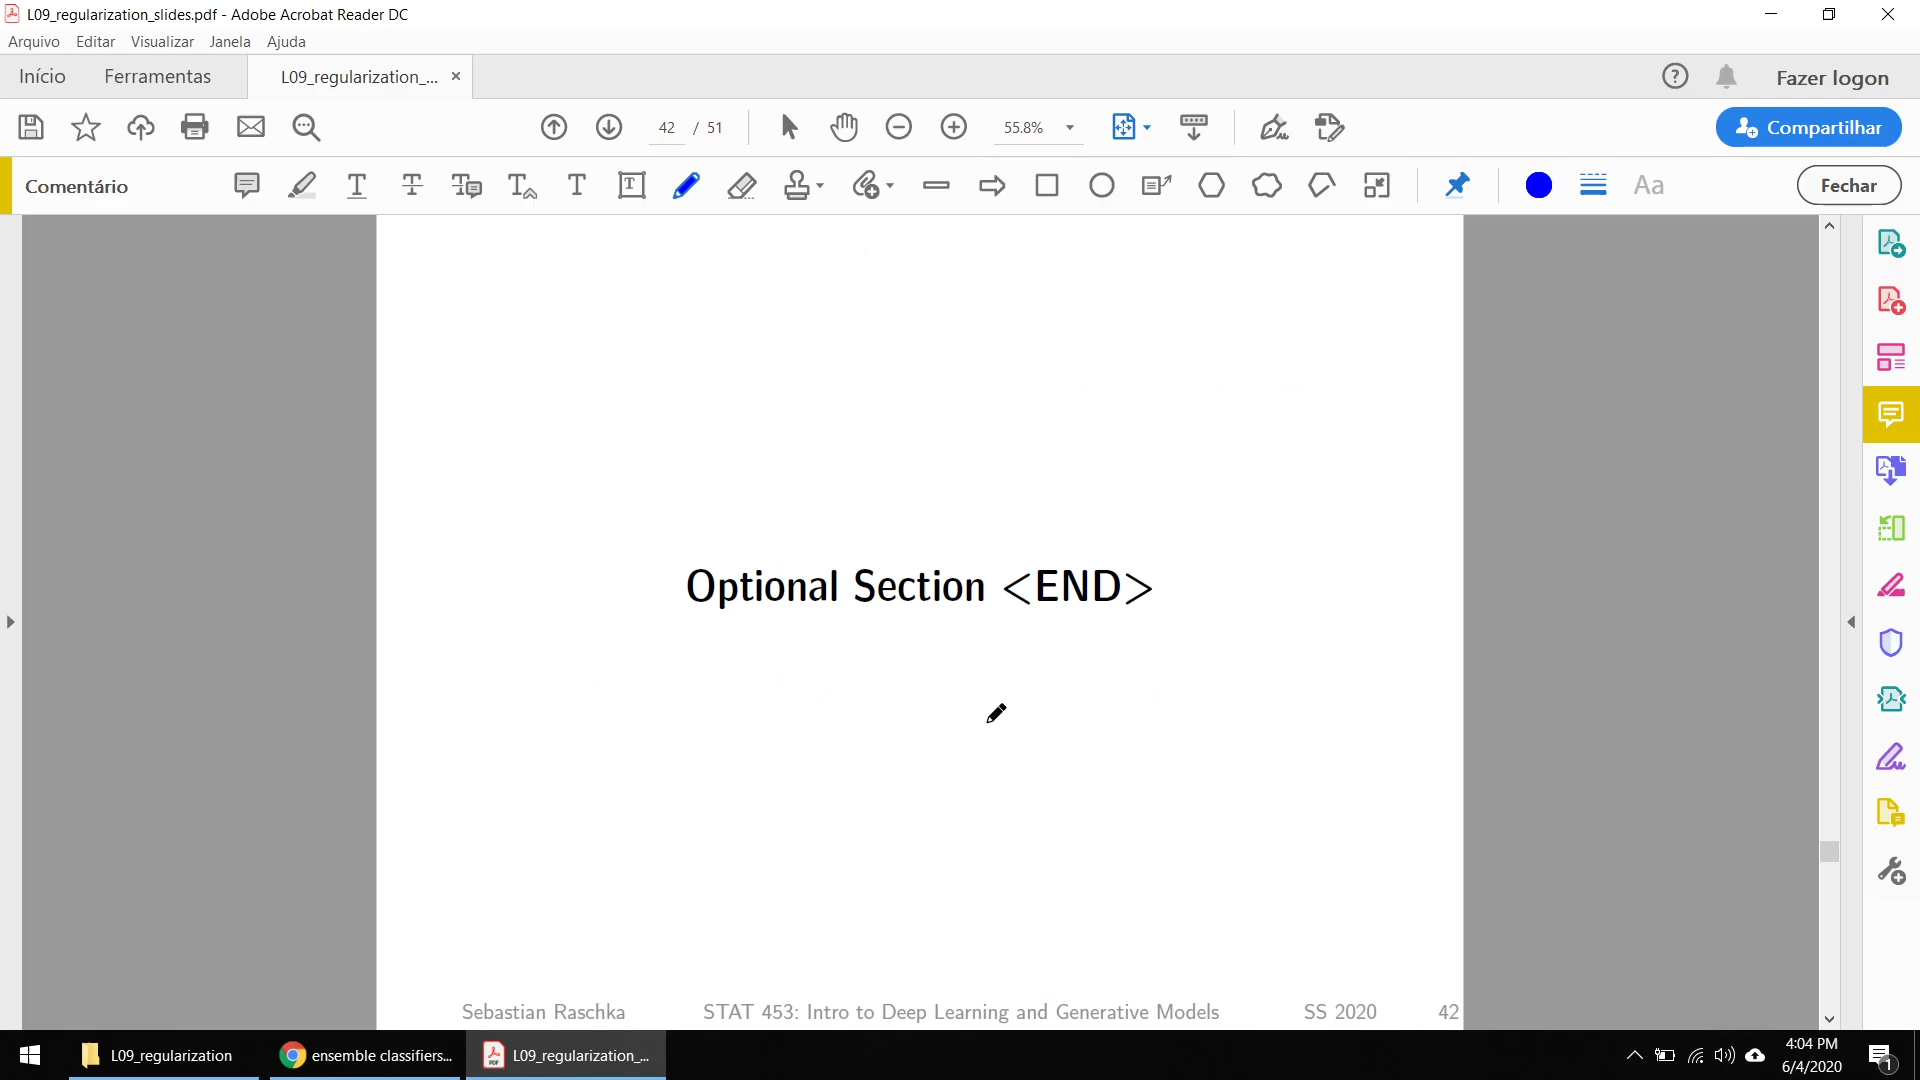 L09_regularization_slides.pdf - Adobe Acrobat Reader DC
Arquivo Editar Visualizar Janela Ajuda
Início Ferramentas L09_regularization_... Fazer logon
42 / 51 55.8% Compartilhar
Comentário Aa Fechar
Optional Section <END>
Sebastian Raschka STAT 453: Intro to Deep Learning and Generative Models SS 2020 42
L09_regularization ensemble classifiers... L09_regularization_... 4:04 PM
6/4/2020 1